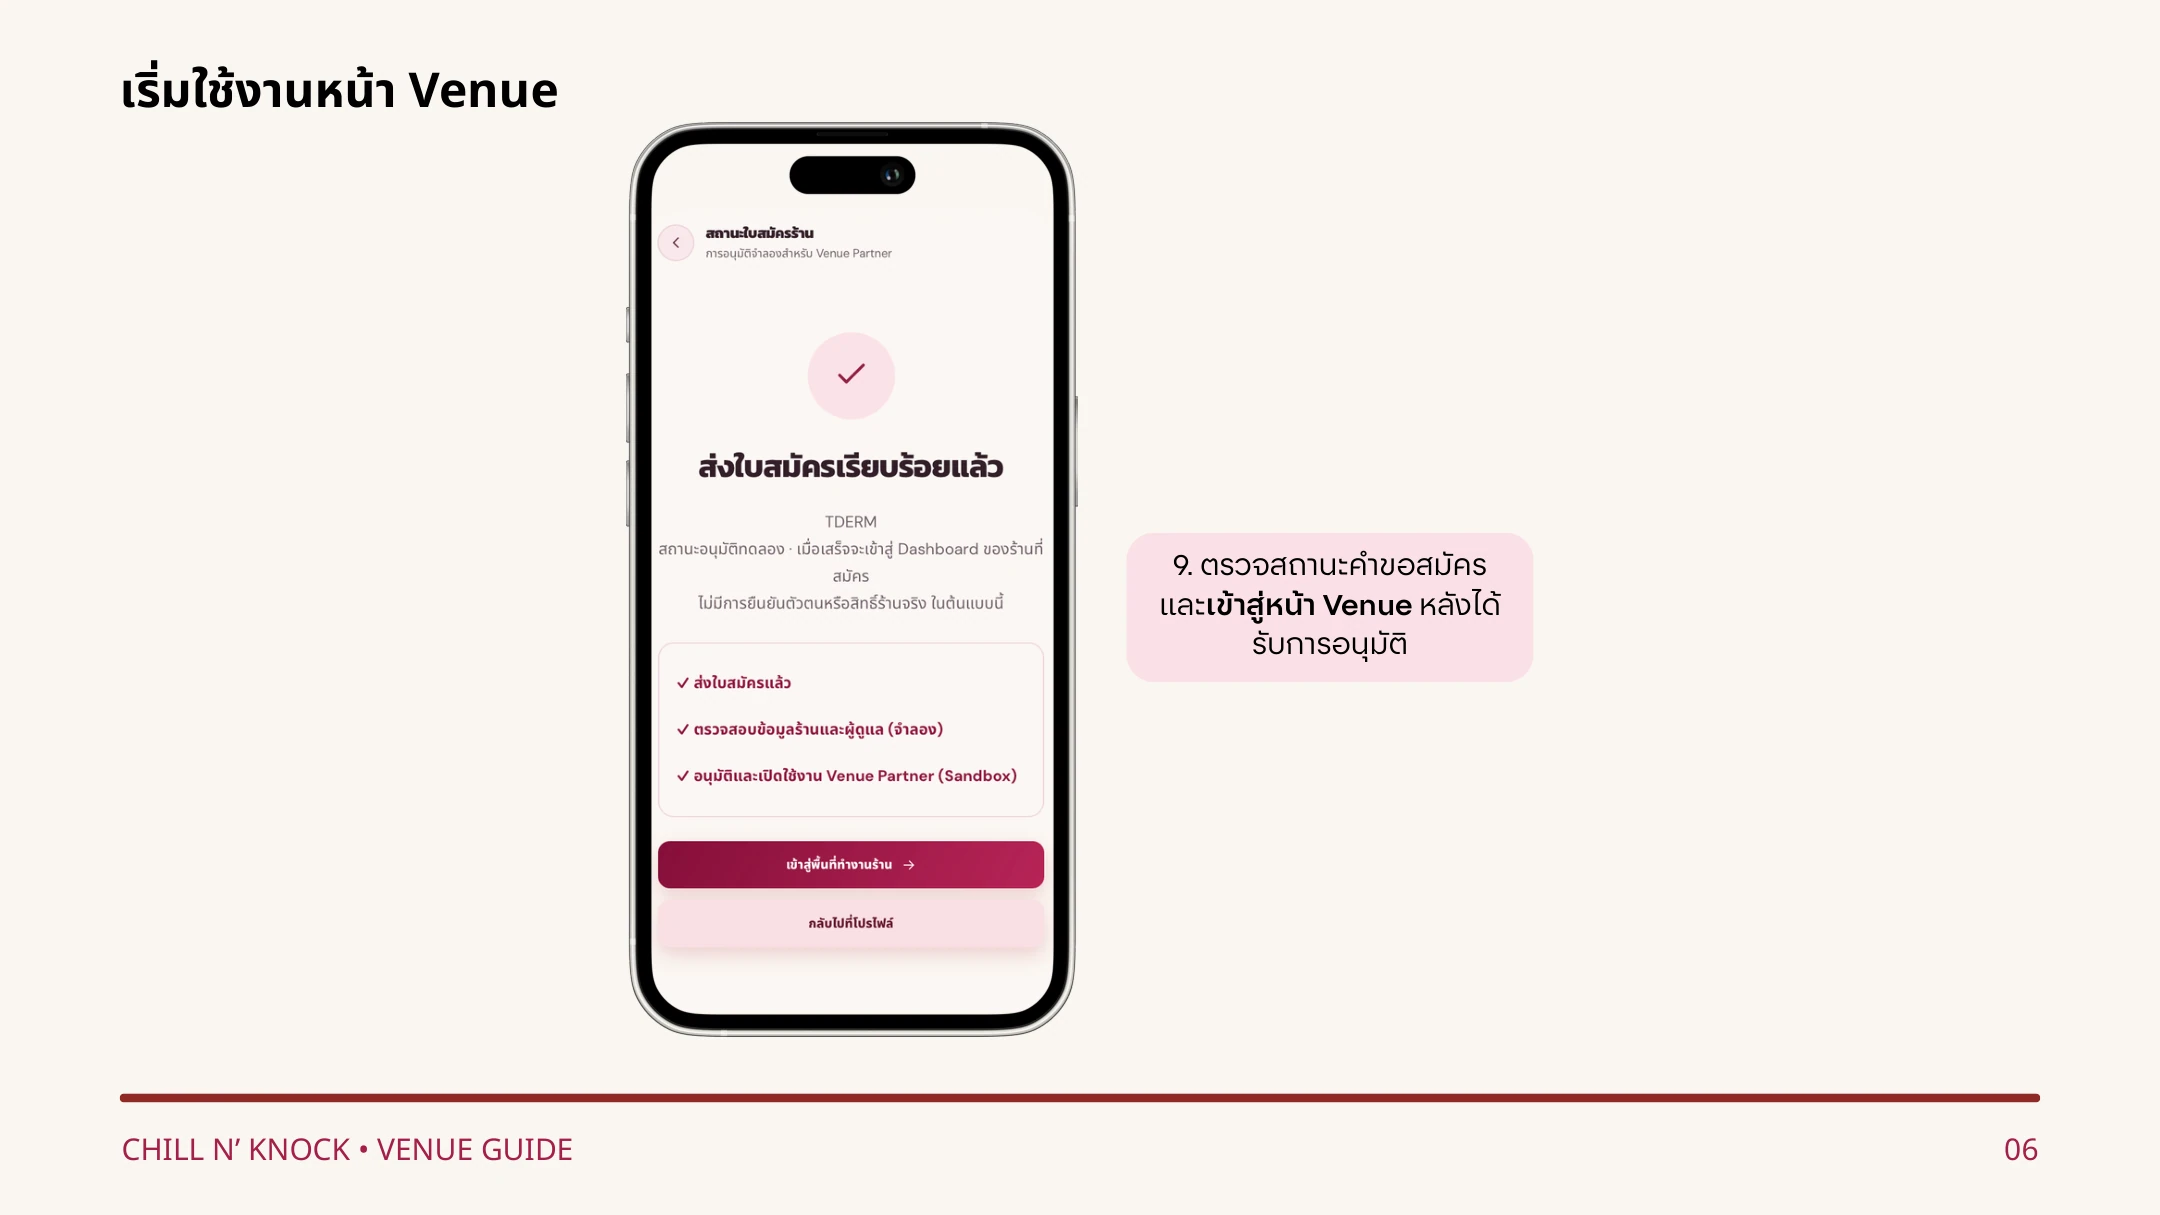 เริ่มใช้งานหน้า Venue
สถานะใบสมัครร้าน
การอนุมัติจำลองสำหรับ Venue Partner
ส่งใบสมัครเรียบร้อยแล้ว
TDERM
สถานะอนุมัติทดลอง · เมื่อเสร็จจะเข้าสู่ Dashboard ของร้านที่
สมัคร
ไม่มีการยืนยันตัวตนหรือสิทธิ์ร้านจริง ในต้นแบบนี้
✓ ส่งใบสมัครแล้ว
✓ ตรวจสอบข้อมูลร้านและผู้ดูแล (จำลอง)
✓ อนุมัติและเปิดใช้งาน Venue Partner (Sandbox)
เข้าสู่พื้นที่ทำงานร้าน →
กลับไปที่โปรไฟล์
9. ตรวจสถานะคำขอสมัคร
และเข้าสู่หน้า Venue หลังได้
รับการอนุมัติ
CHILL N’ KNOCK • VENUE GUIDE
06